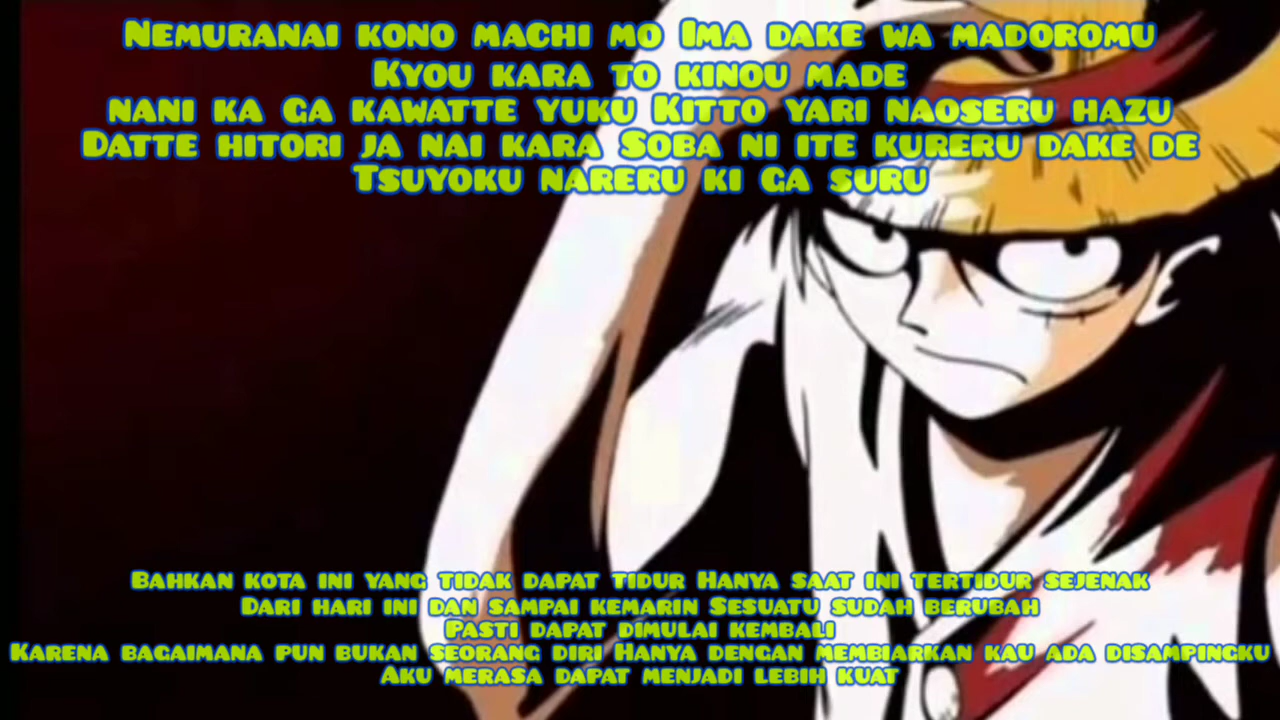 Nemuranai kono machi mo Ima dake wa madoromu
Kyou kara to kinou made
nani ka ga kawatte yuku Kitto yari naoseru hazu
Datte hitori ja nai kara Soba ni ite kureru dake de
Tsuyoku nareru ki ga suru
Bahkan kota ini yang tidak dapat tidur Hanya saat ini tertidur sejenak
Dari hari ini dan sampai kemarin Sesuatu sudah berubah
Pasti dapat dimulai kembali
Karena bagaimana pun bukan seorang diri Hanya dengan membiarkan kau ada disampingku
Aku merasa dapat menjadi lebih kuat